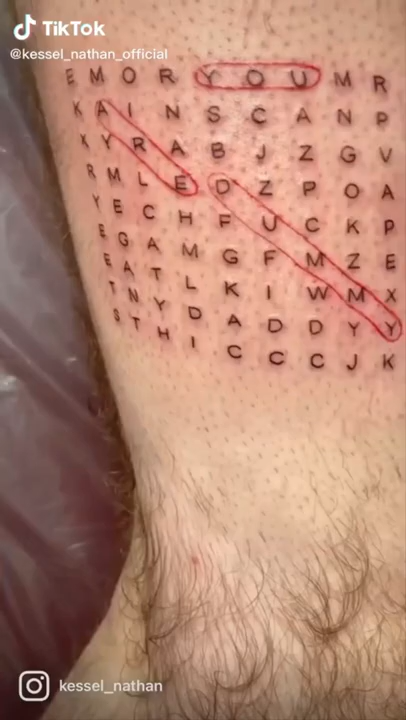 TikTok
@kessel_nathan_official
E M O R Y O U M R
K A I N S C A N P
K Y R A B J Z G V
R M L E D Z P O A
Y E C H F U C K P
E G A M G F M Z E
E A T L K I W M X
T N Y D A D D Y Y
S T H I C C C J K
kessel_nathan